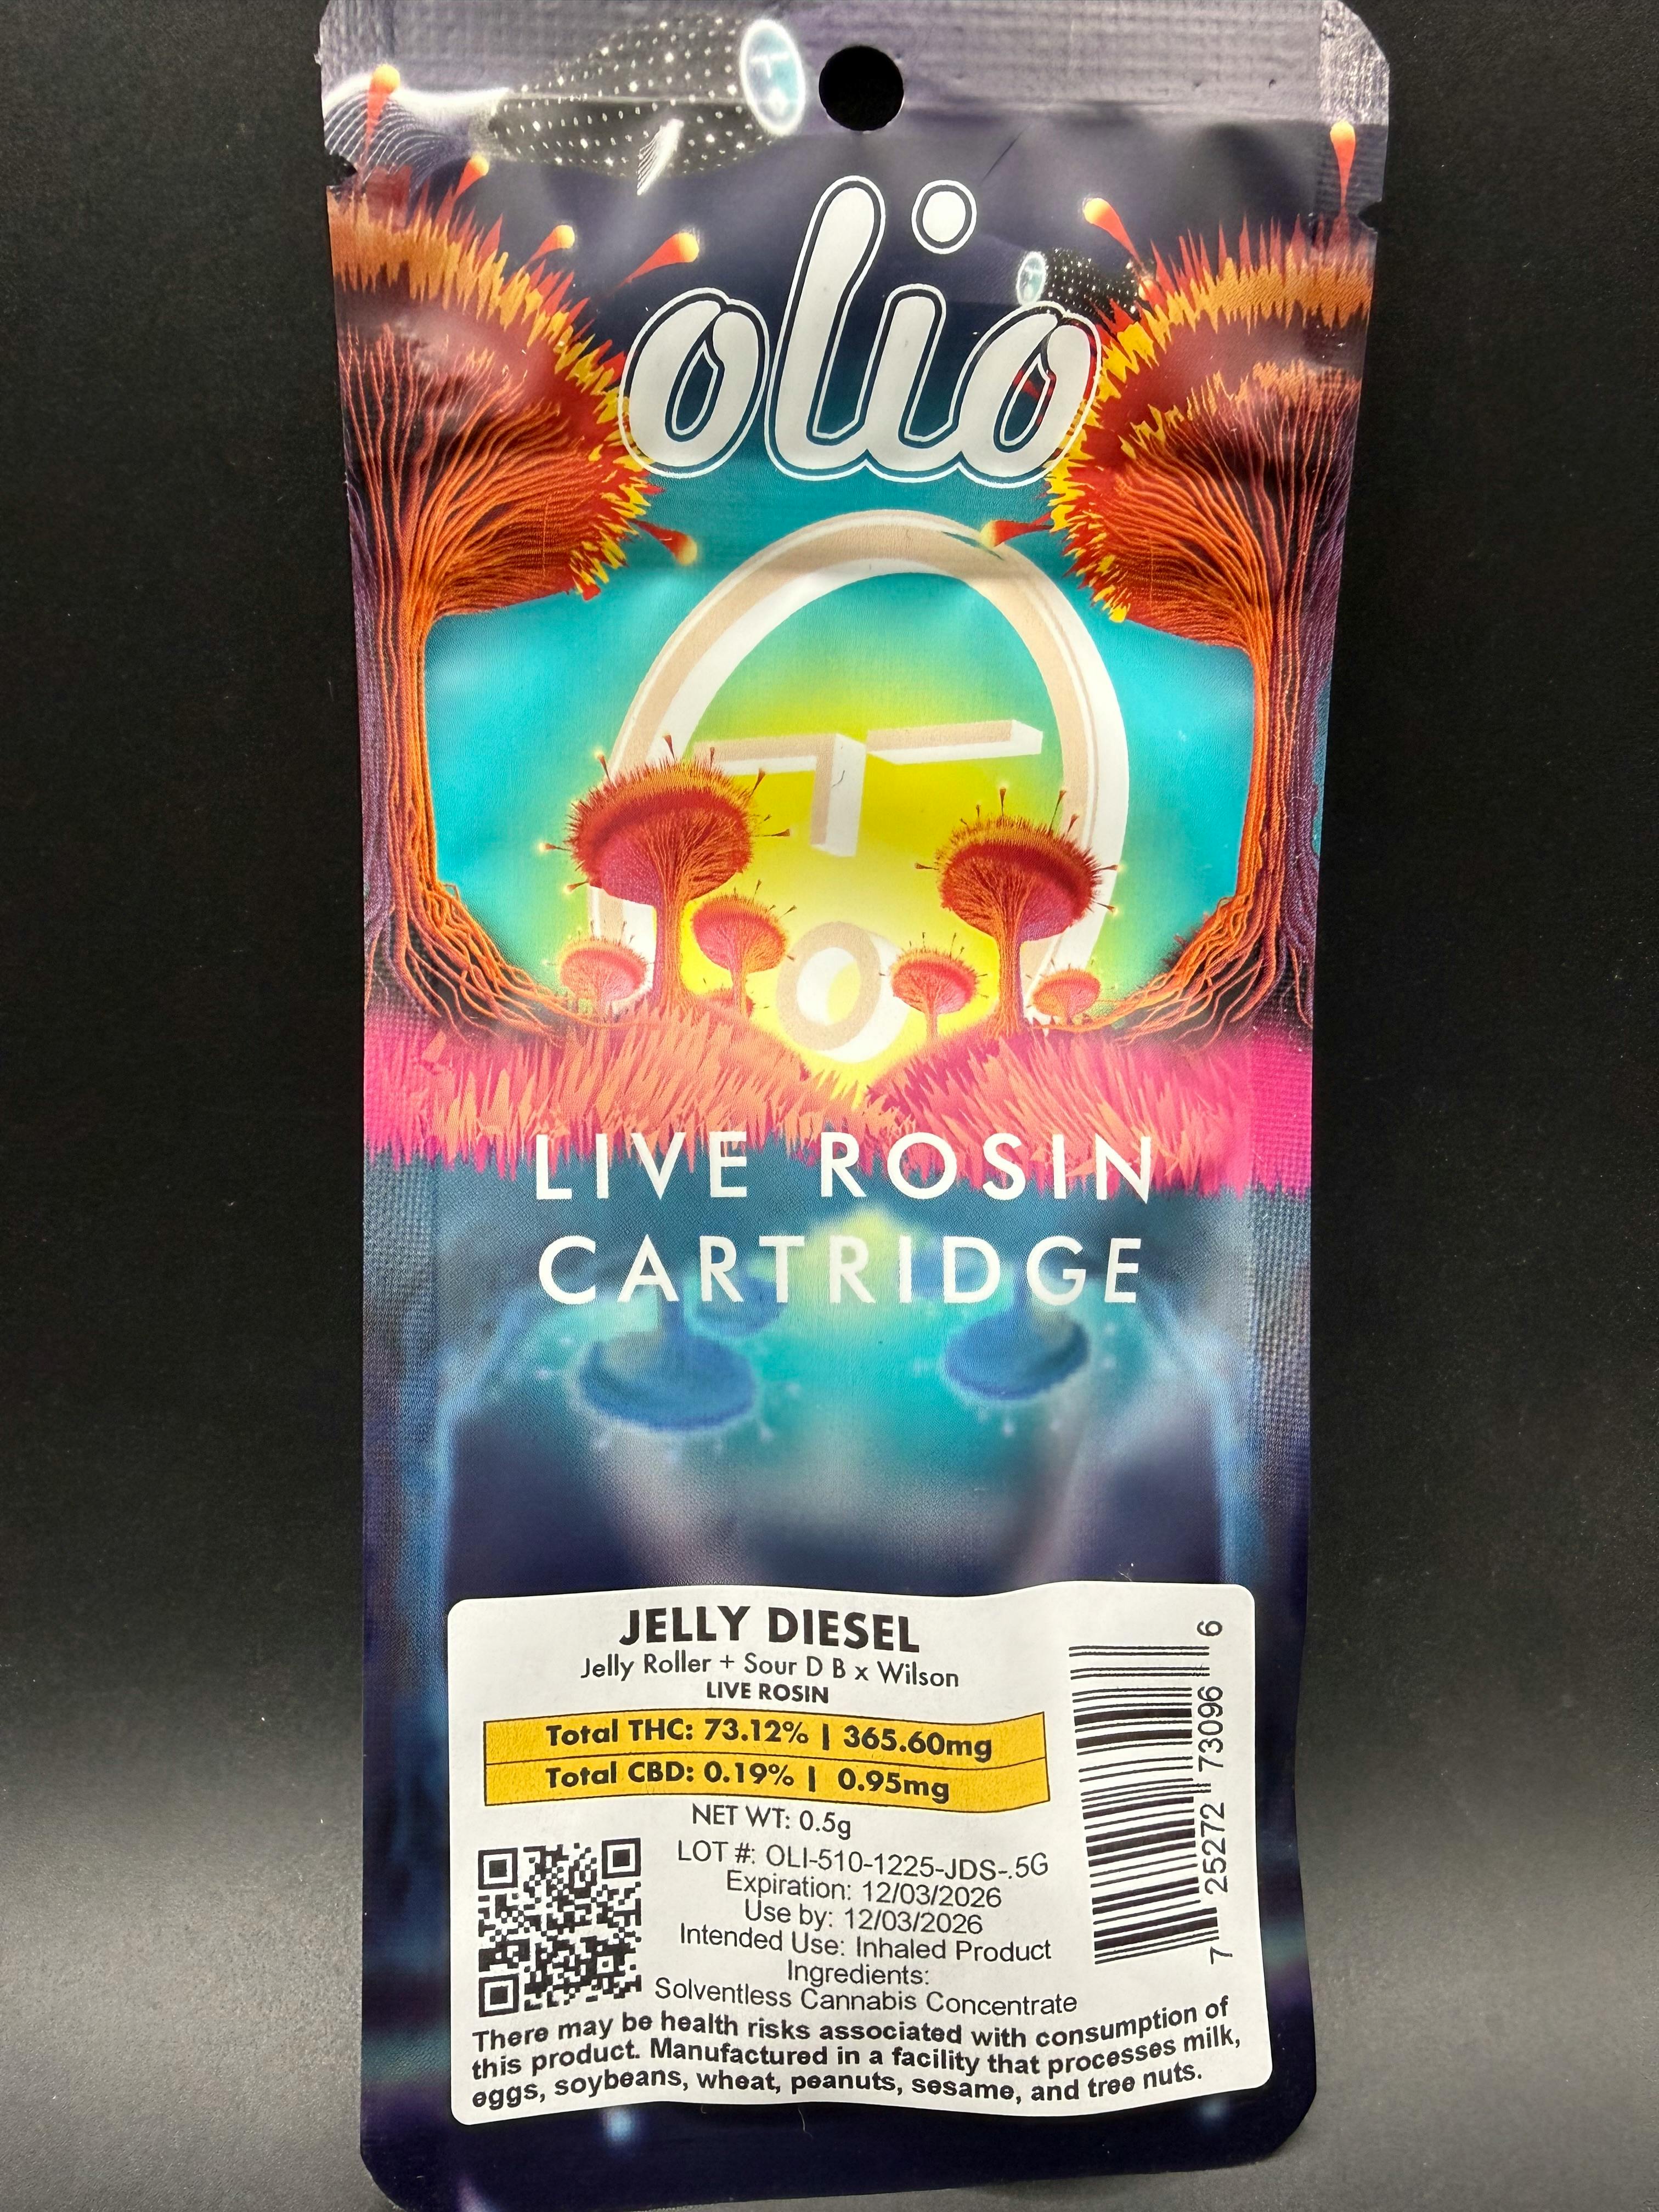 olio
LIVE ROSIN
CARTRIDGE
JELLY DIESEL
Jelly Roller + Sour D B x Wilson
LIVE ROSIN
Total THC: 73.12% | 365.60mg
Total CBD: 0.19% | 0.95mg
NET WT: 0.5g
LOT #: OLI-510-1225-JDS-.5G
Expiration: 12/03/2026
Use by: 12/03/2026
Intended Use: Inhaled Product
Ingredients:
Solventless Cannabis Concentrate
There may be health risks associated with consumption of
this product. Manufactured in a facility that processes milk,
eggs, soybeans, wheat, peanuts, sesame, and tree nuts.
7 25272 73096 6